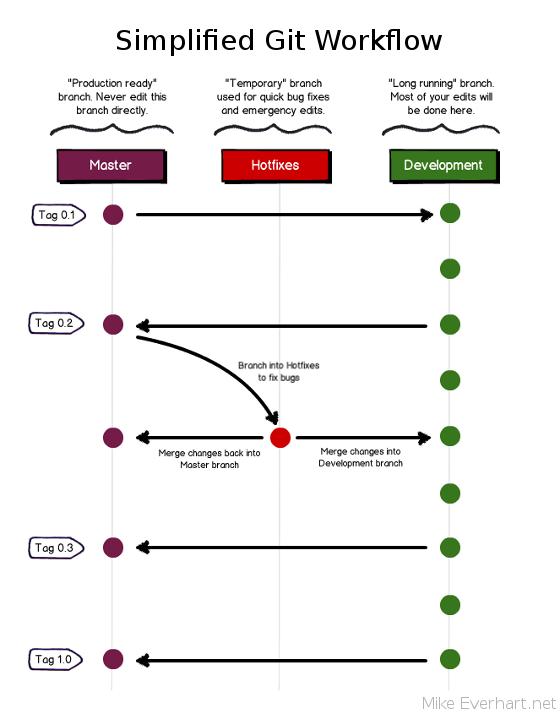 Simplified Git Workflow
"Production ready"
branch. Never edit this
branch directly.
"Temporary" branch
used for quick bug fixes
and emergency edits.
"Long running" branch.
Most of your edits will
be done here.
Master
Hotfixes
Development
Tag 0.1
Tag 0.2
Branch into Hotfixes
to fix bugs
Merge changes back into
Master branch
Merge changes into
Development branch
Tag 0.3
Tag 1.0
Mike Everhart.net